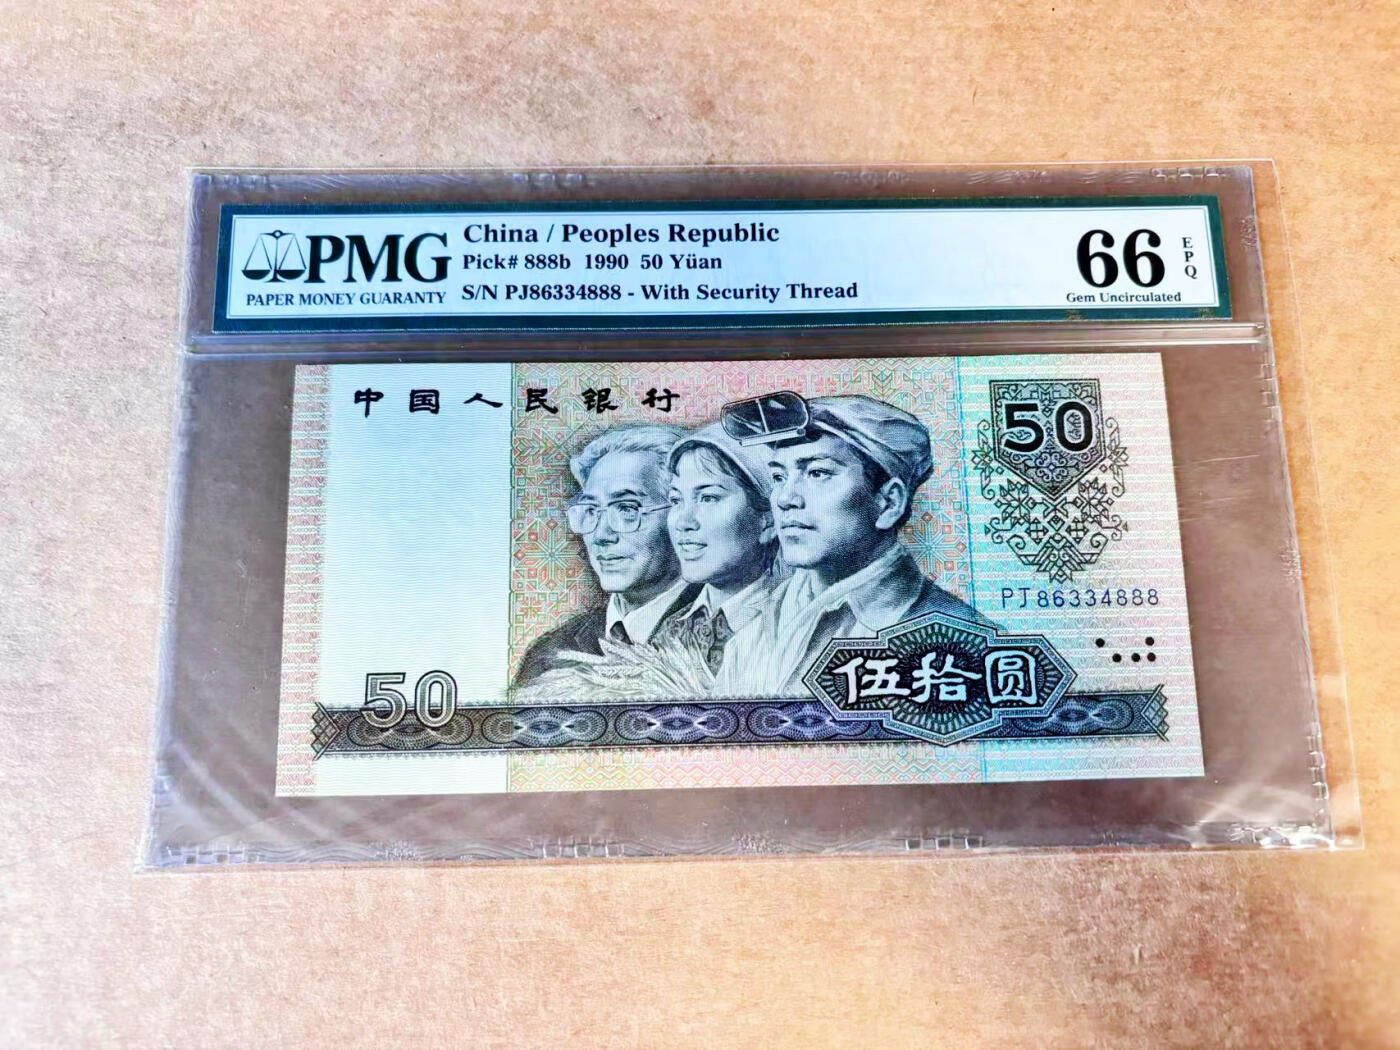 PMG
PAPER MONEY GUARANTY
China / Peoples Republic
Pick# 888b 1990 50 Yüan
S/N PJ86334888 - With Security Thread
66
EPQ
Gem Uncirculated
中国人民银行
50
PJ86334888
伍拾圆
50